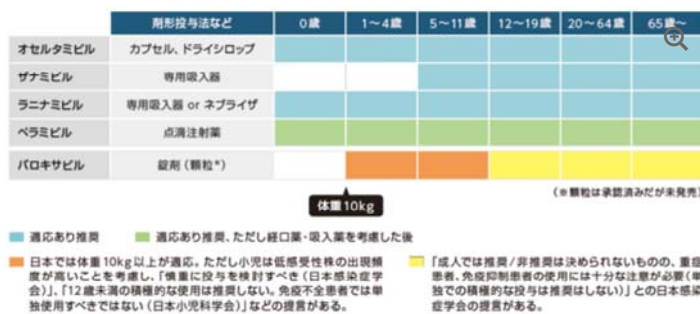 剤形投与法など 0歳 1～4歳 5～11歳 12～19歳 20～64歳 65歳～
オセルタミビル カプセル、ドライシロップ
ザナミビル 専用吸入器
ラニナミビル 専用吸入器 or ネブライザ
ペラミビル 点滴注射薬
バロキサビル 錠剤（顆粒*）
（※顆粒は承認済みだが未発売）
体重10kg
適応あり推奨 適応あり推奨、ただし経口薬・吸入薬を考慮した後
日本では体重10kg以上が適応。ただし小児は低感受性株の出現頻
度が高いことを考慮し、「慎重に投与を検討すべき（日本感染症学
会）」、「12歳未満の積極的な使用は推奨しない。免疫不全患者では単
独使用すべきではない（日本小児科学会）」などの提言がある。
「成人では推奨/非推奨は決められないものの、重症
患者、免疫抑制患者の使用には十分な注意が必要（単
独での積極的な投与は推奨はしない）」との日本感染
症学会の提言がある。